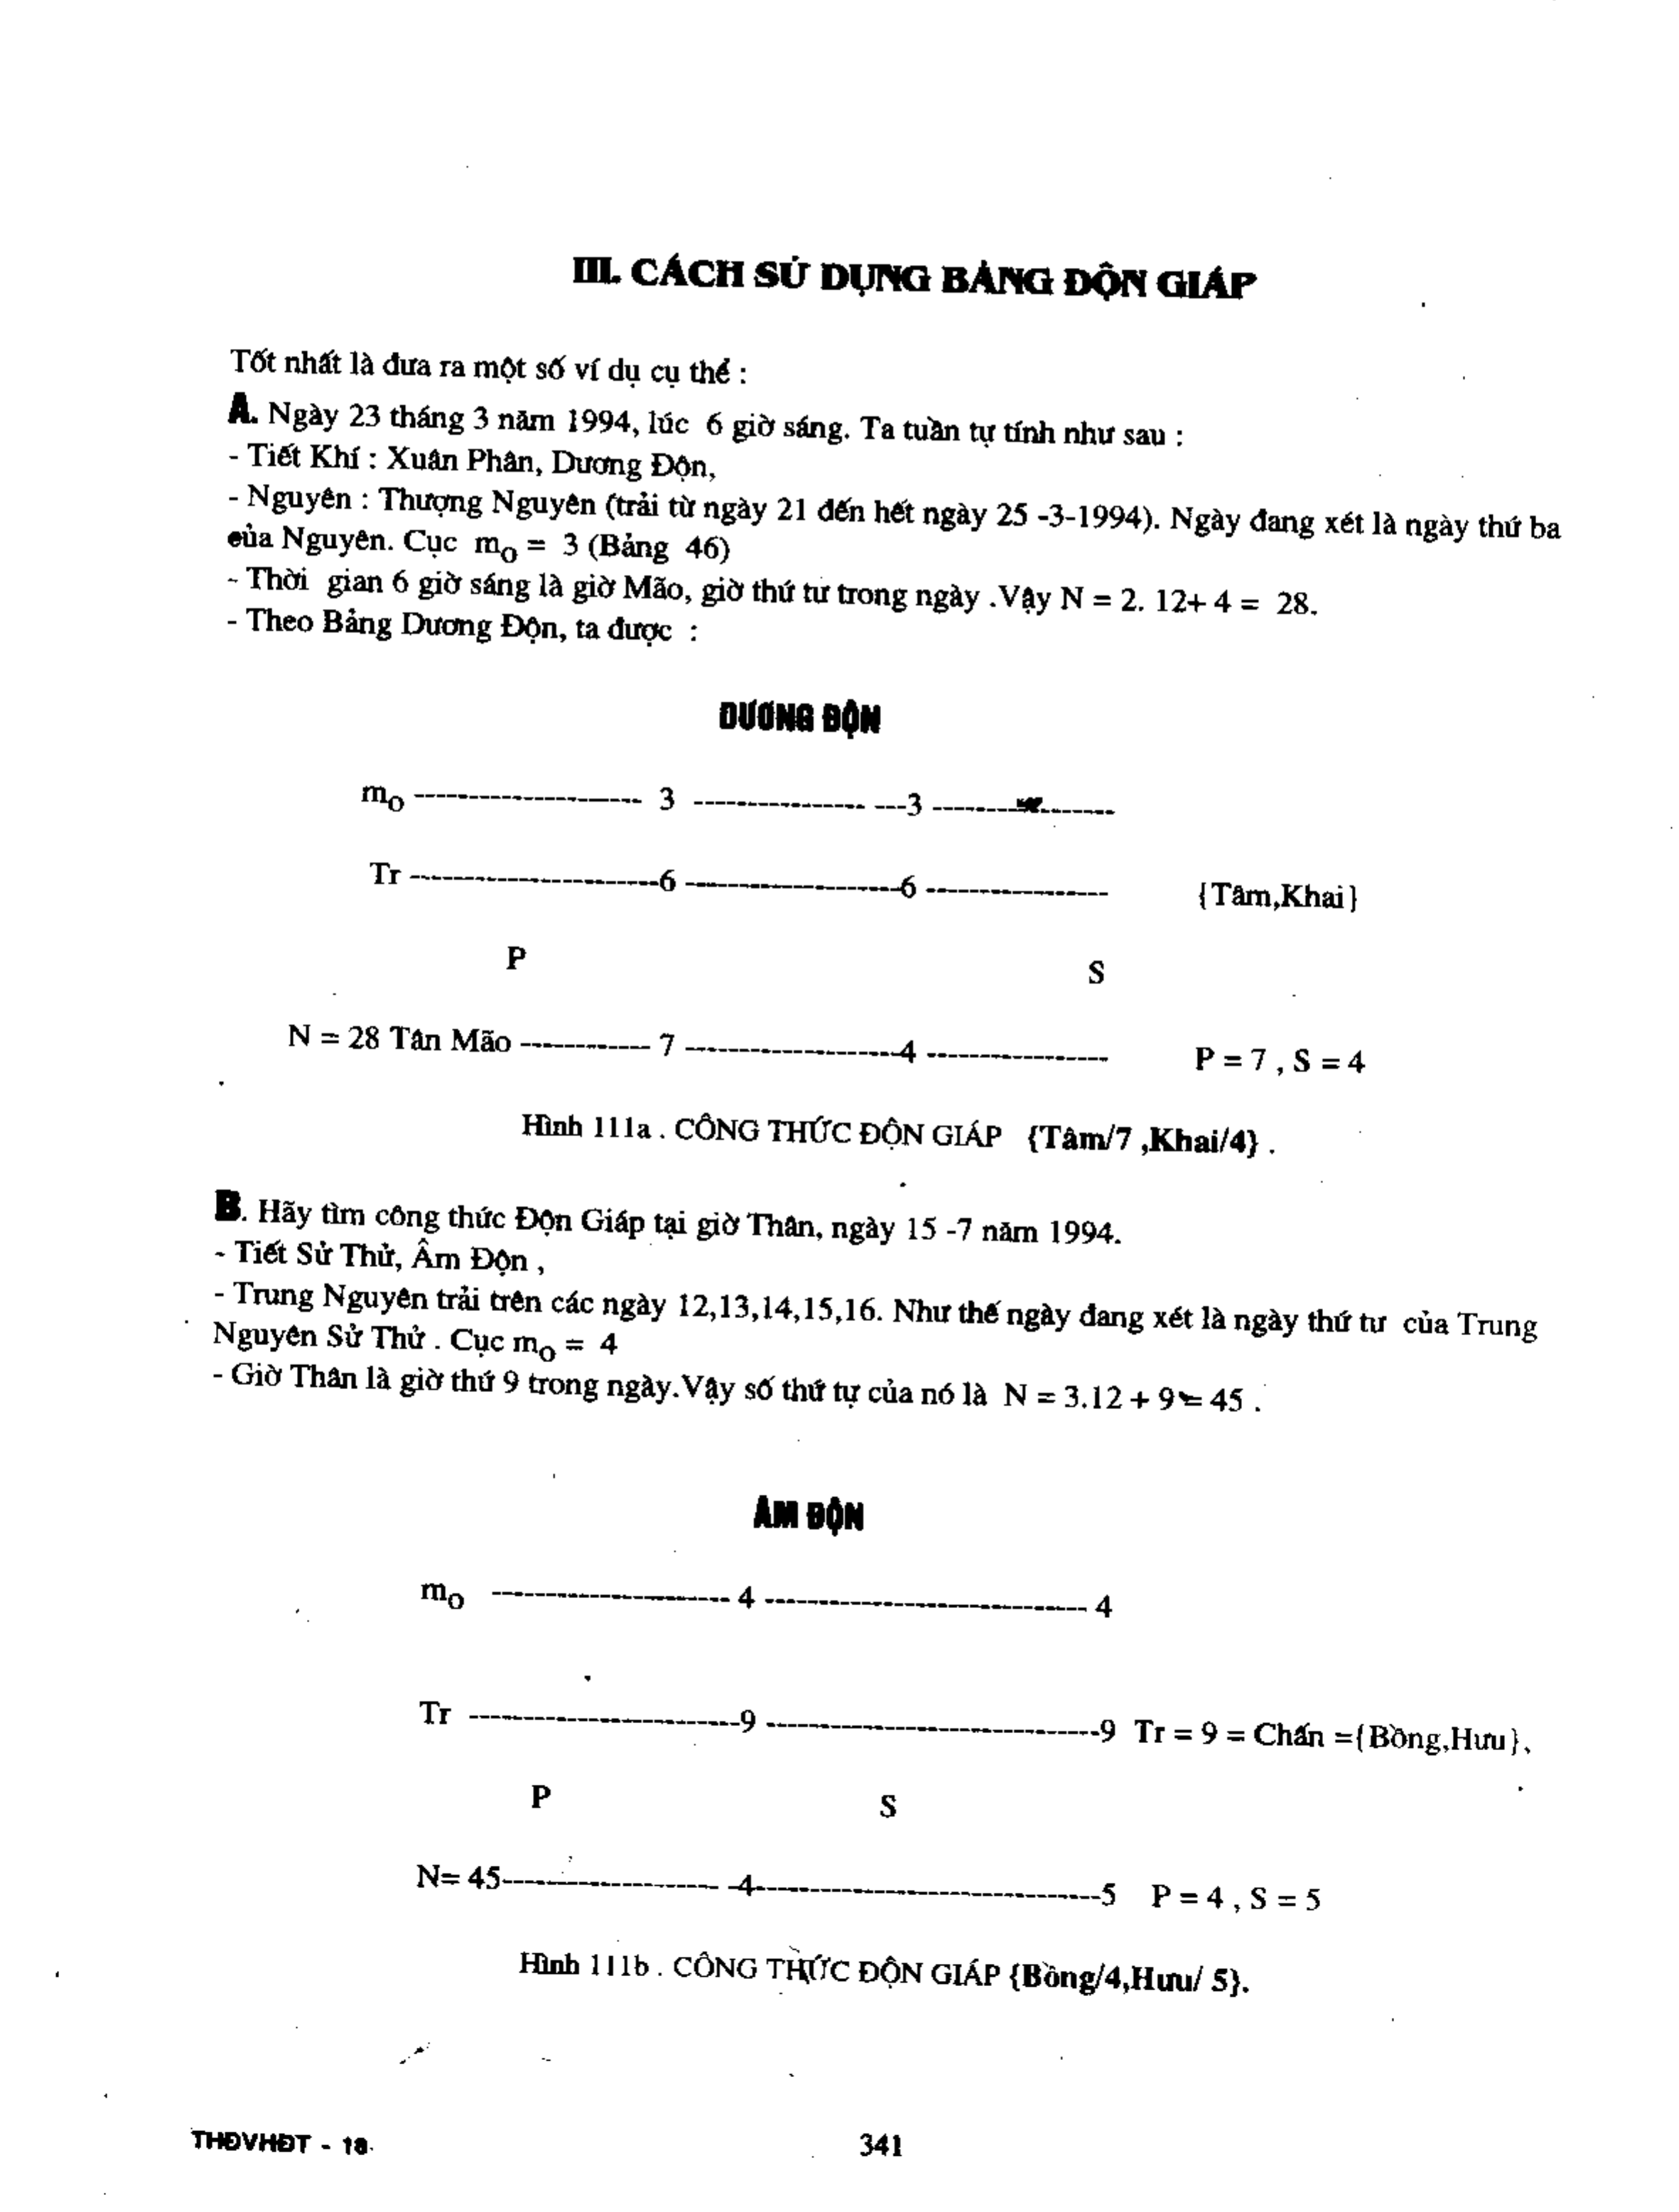 III. CÁCH SỬ DỤNG BẢNG ĐỘN GIÁP
Tốt nhất là đưa ra một số ví dụ cụ thể :
A. Ngày 23 tháng 3 năm 1994, lúc 6 giờ sáng. Ta tuần tự tính như sau :
- Tiết Khí : Xuân Phân, Dương Độn,
- Nguyên : Thượng Nguyên (trải từ ngày 21 đến hết ngày 25 -3-1994). Ngày đang xét là ngày thứ ba
của Nguyên. Cục mo = 3 (Bảng 46)
- Thời gian 6 giờ sáng là giờ Mão, giờ thứ tư trong ngày .Vậy N = 2. 12+ 4 = 28.
- Theo Bảng Dương Độn, ta được :
DƯƠNG ĐỘN
mo --------------------- 3 ---------------- ---3 -----------------
Tr ------------------------6 ---------------------6 ------------------ {Tâm,Khai}
P S
N = 28 Tân Mão ------------ 7 ---------------------4 ------------------ P = 7 , S = 4
Hình 111a . CÔNG THỨC ĐỘN GIÁP {Tâm/7 ,Khai/4} .
B. Hãy tìm công thức Độn Giáp tại giờ Thân, ngày 15 -7 năm 1994.
- Tiết Sử Thử, Âm Độn ,
- Trung Nguyên trải trên các ngày 12,13,14,15,16. Như thế ngày đang xét là ngày thứ tư của Trung
Nguyên Sử Thử . Cục mo = 4
- Giờ Thân là giờ thứ 9 trong ngày.Vậy số thứ tự của nó là N = 3.12 + 9 = 45 .
ÂM ĐỘN
mo ---------------------- 4 ------------------------------ 4
Tr -------------------------9 -------------------------------9 Tr = 9 = Chấn ={Bồng,Hưu},
P S
N= 45-------------------- -4--------------------------------5 P = 4 , S = 5
Hình 111b . CÔNG THỨC ĐỘN GIÁP {Bồng/4,Hưu/ 5}.
THĐVHĐT - 18 341